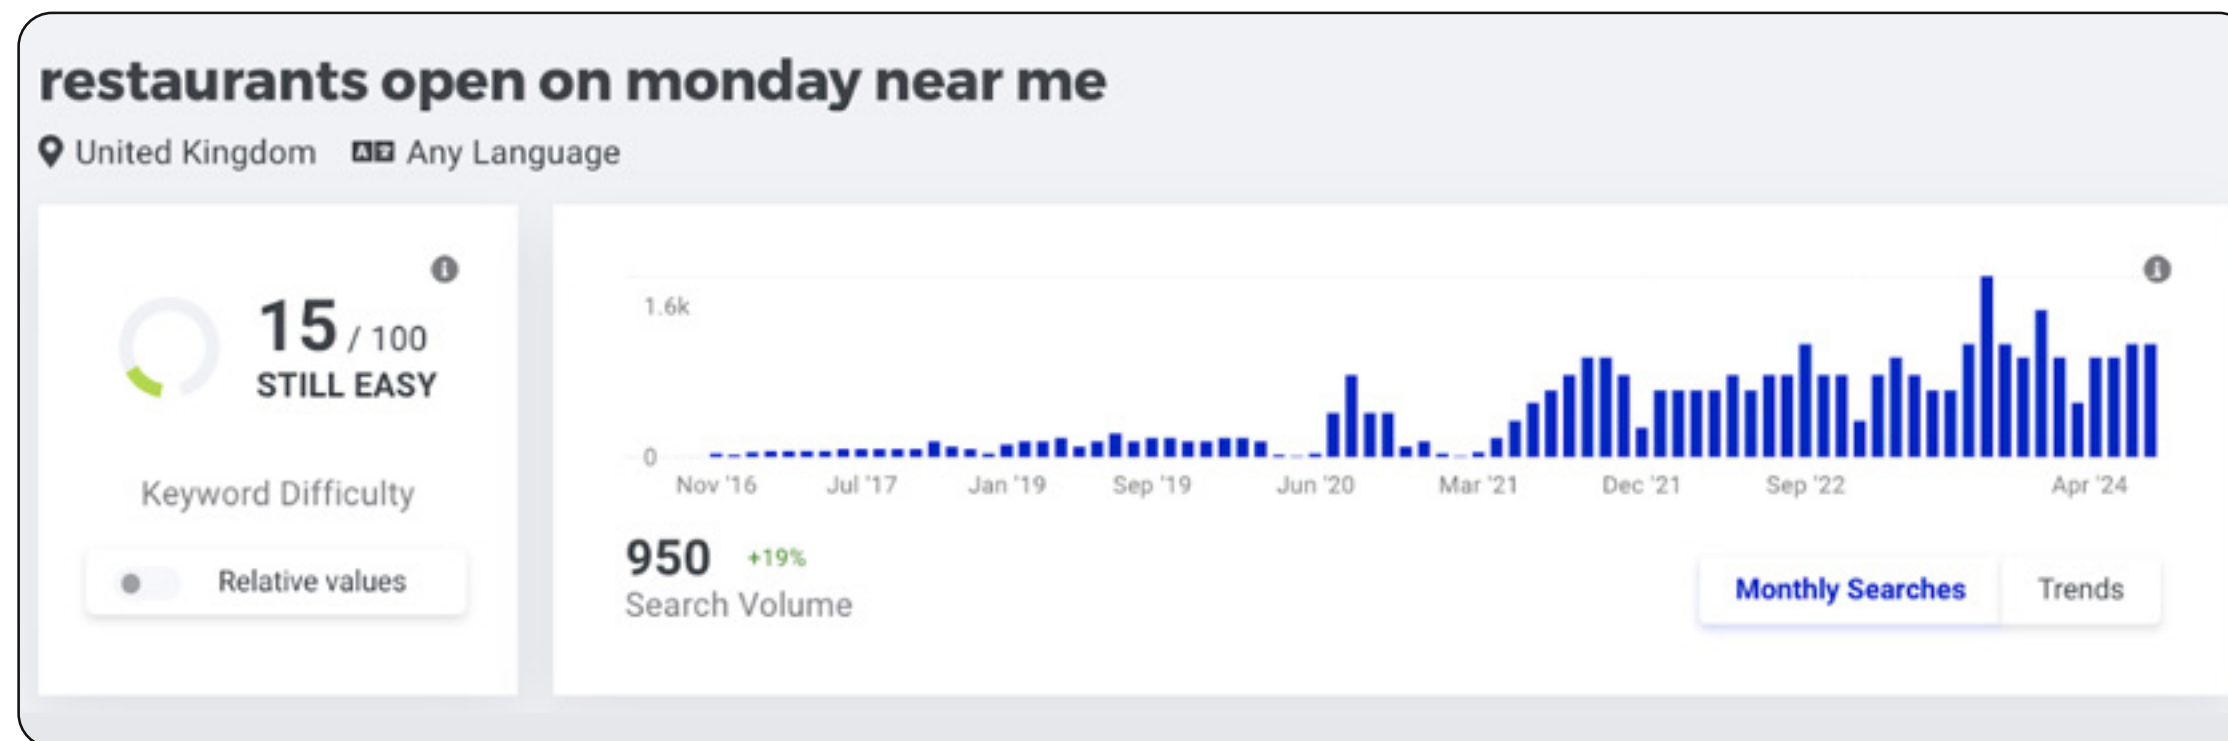 restaurants open on monday near me
United Kingdom Any Language
15 / 100
STILL EASY
Keyword Difficulty
Relative values
1.6k
0
Nov '16 Jul '17 Jan '19 Sep '19 Jun '20 Mar '21 Dec '21 Sep '22 Apr '24
950 +19%
Search Volume
Monthly Searches Trends